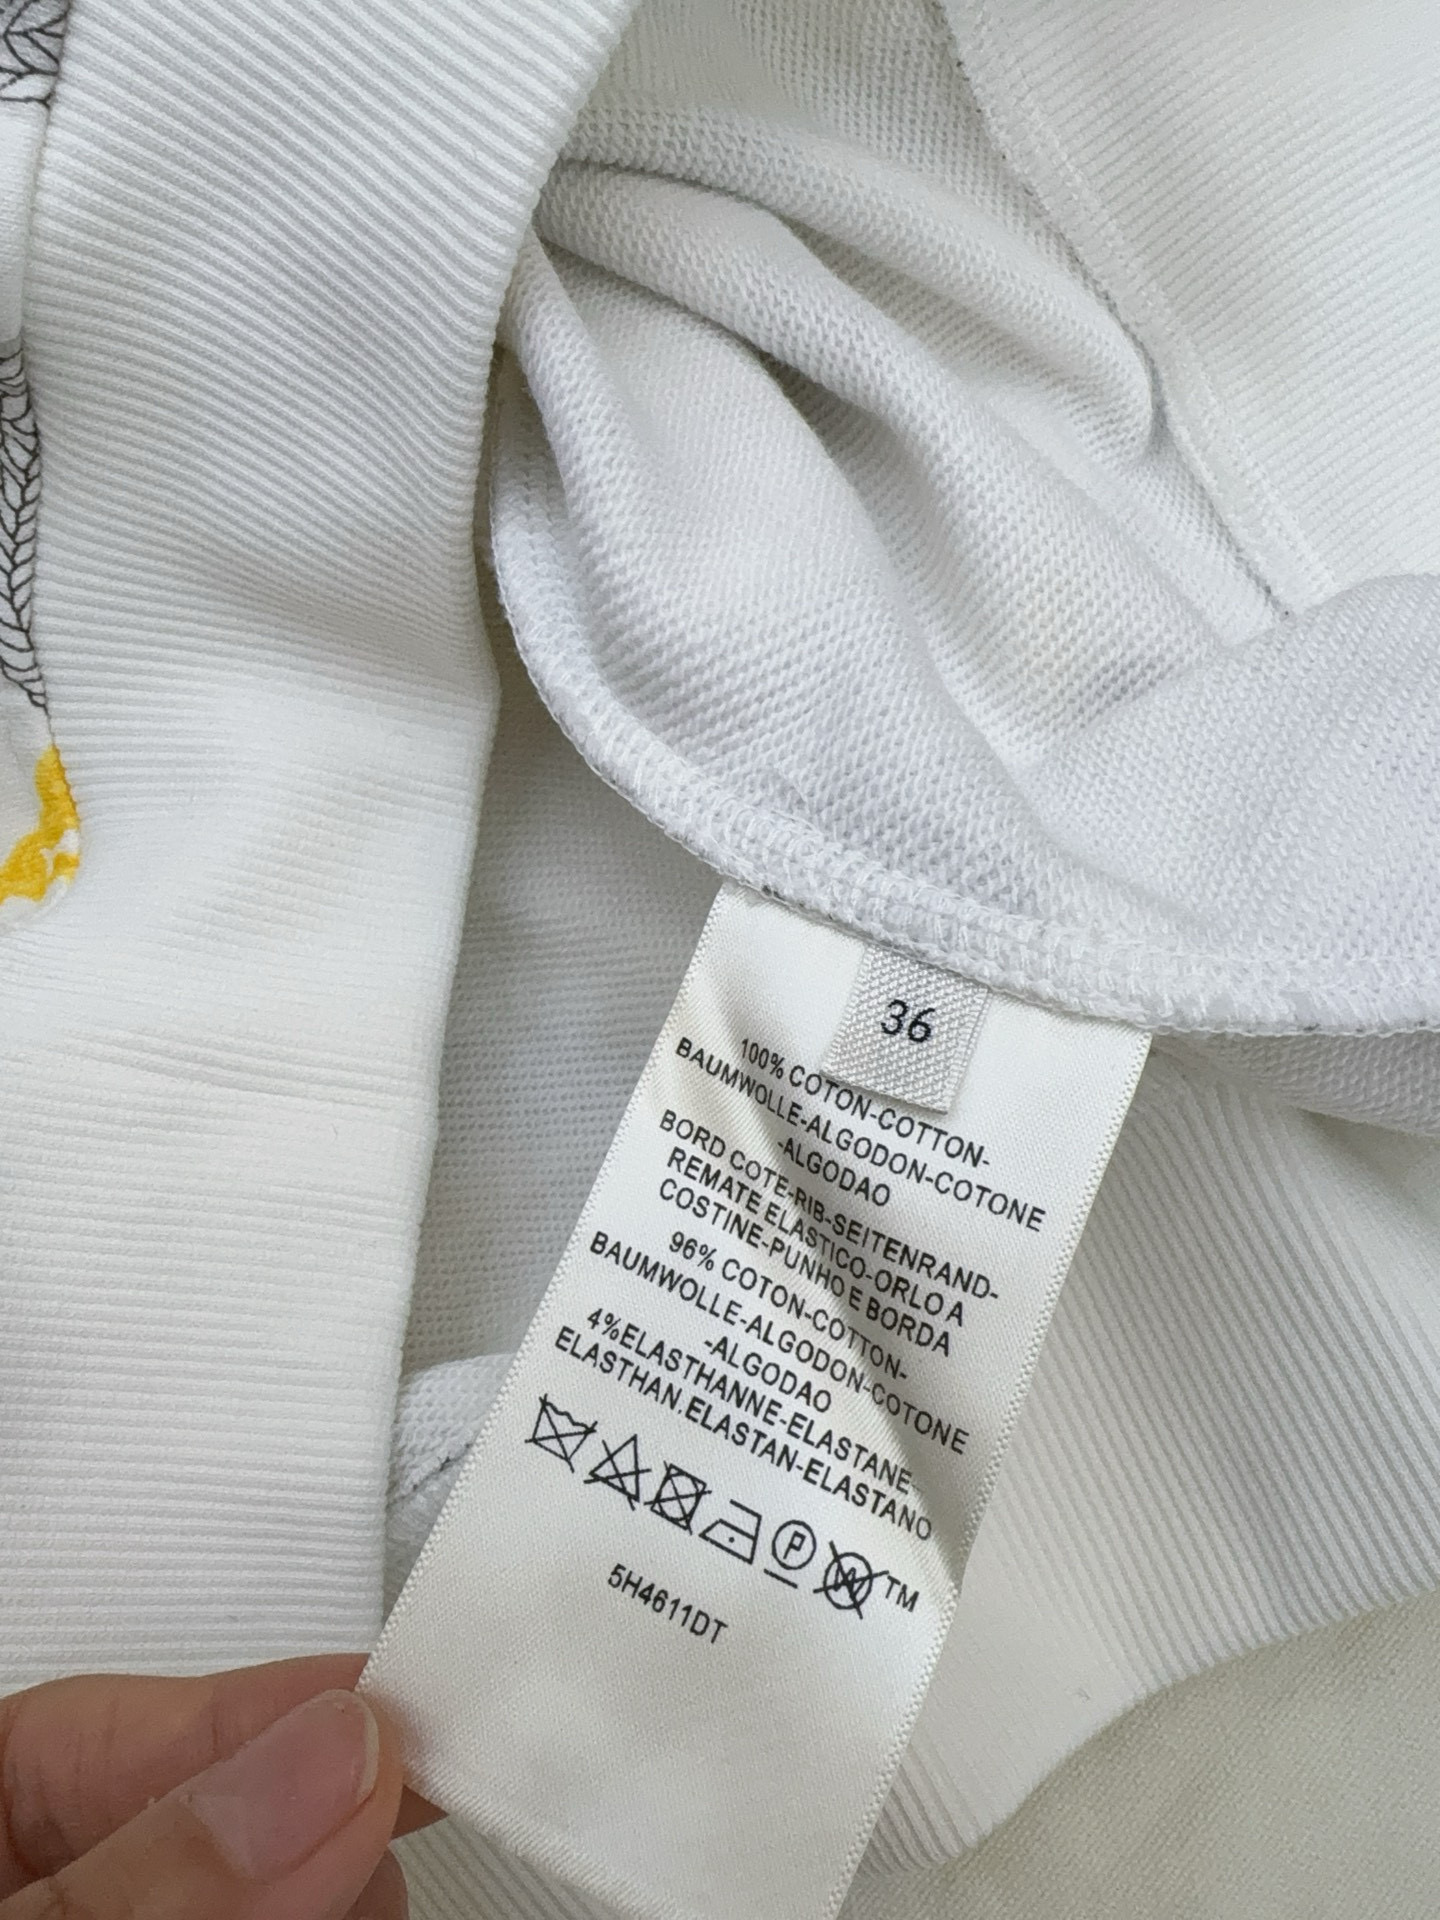 36
100% COTON-COTTON-
BAUMWOLLE-ALGODON-COTONE
-ALGODAO
BORD COTE-RIB-SEITENRAND-
REMATE ELASTICO-ORLO A
COSTINE-PUNHO E BORDA
96% COTON-COTTON-
BAUMWOLLE-ALGODON-COTONE
-ALGODAO
4%ELASTHANNE-ELASTANE
ELASTHAN.ELASTAN-ELASTANO
P W TM
5H4611DT